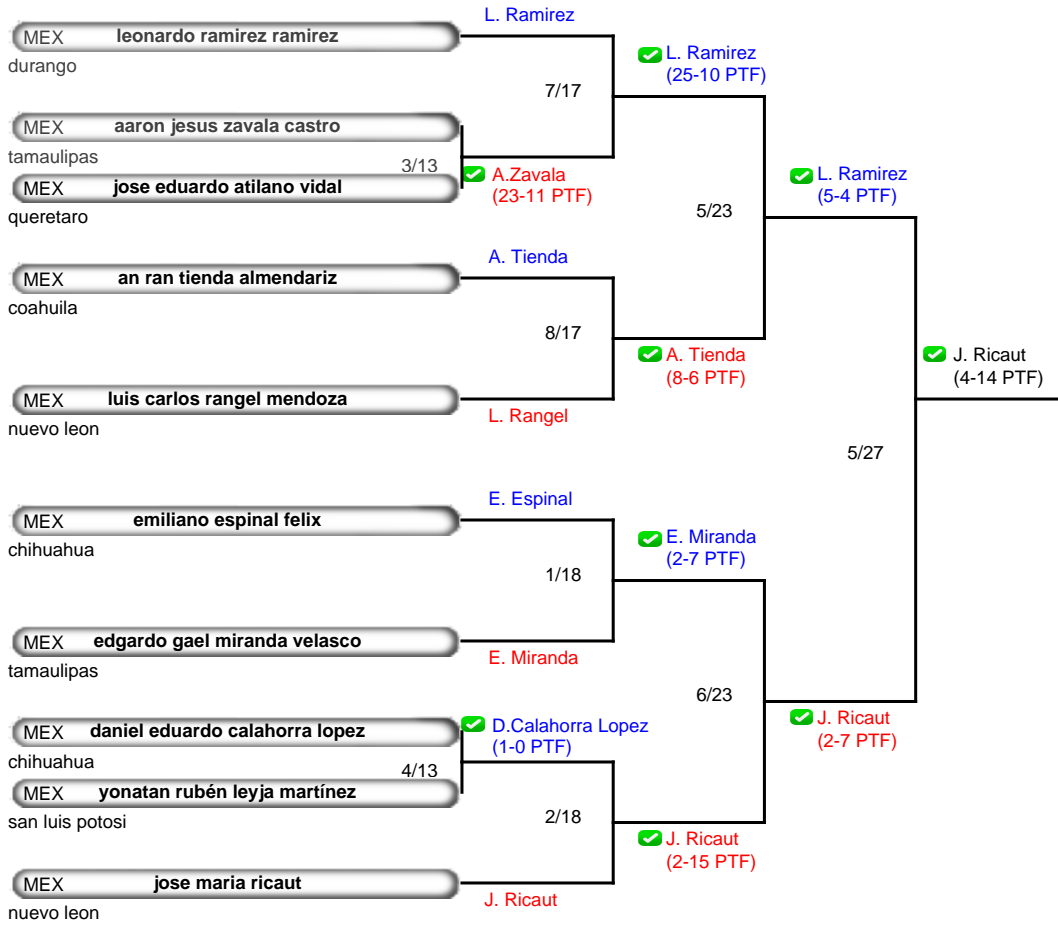 L. Ramirez
MEX leonardo ramirez ramirez
durango
L. Ramirez
(25-10 PTF)
7/17
MEX aaron jesus zavala castro
tamaulipas
3/13
A.Zavala
(23-11 PTF)
MEX jose eduardo atilano vidal
queretaro
L. Ramirez
(5-4 PTF)
5/23
A. Tienda
MEX an ran tienda almendariz
coahuila
8/17
A. Tienda
(8-6 PTF)
J. Ricaut
(4-14 PTF)
MEX luis carlos rangel mendoza
L. Rangel
nuevo leon
5/27
E. Espinal
MEX emiliano espinal felix
chihuahua
E. Miranda
(2-7 PTF)
1/18
MEX edgardo gael miranda velasco
E. Miranda
tamaulipas
6/23
J. Ricaut
(2-7 PTF)
MEX daniel eduardo calahorra lopez
D.Calahorra Lopez
(1-0 PTF)
chihuahua
4/13
MEX yonatan rubén leyja martínez
san luis potosi
2/18
J. Ricaut
(2-15 PTF)
MEX jose maria ricaut
J. Ricaut
nuevo leon